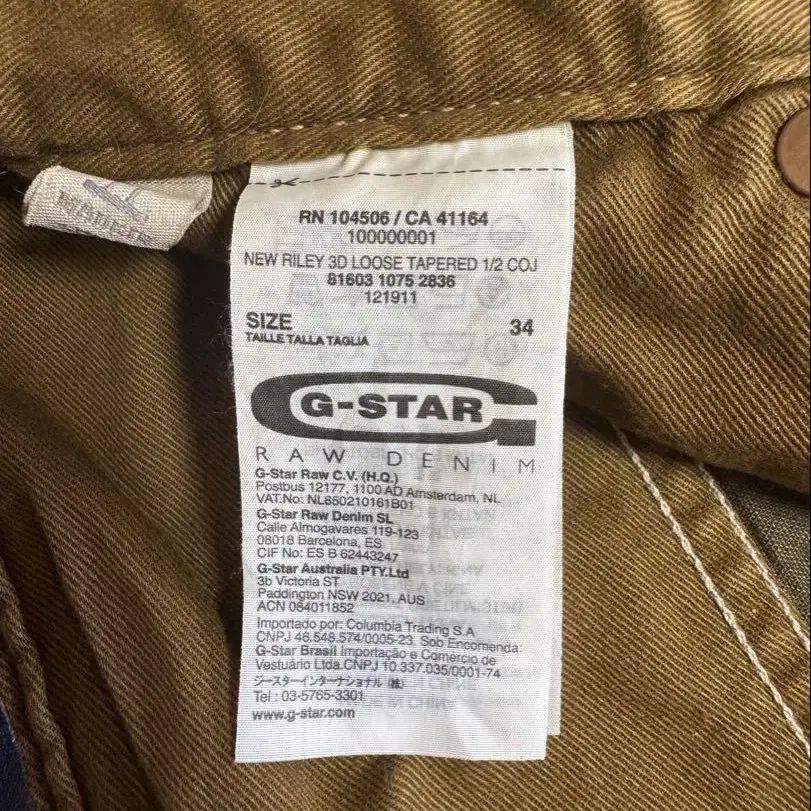 RN 104506 / CA 41164
100000001
NEW RILEY 3D LOOSE TAPERED 1/2 COJ
81603 1075 2836
121911
SIZE 34
TAILLE TALLA TAGLIA
G-STAR
RAW DENIM
G-Star Raw C.V. (H.Q.)
Postbus 12177, 1100 AD Amsterdam, NL
VAT.No: NL850210161B01
G-Star Raw Denim SL
Calle Almogavares 119-123
08018 Barcelona, ES
CIF No: ES B 62443247
G-Star Australia PTY.Ltd
3b Victoria ST
Paddington NSW 2021, AUS
ACN 084011852
Importado por: Columbia Trading S.A
CNPJ 46.548.574/0005-23. Sob Encomenda:
G-Star Brasil Importação e Comércio de
Vestuário Ltda.CNPJ 10.337.035/0001-74
ジースターインターナショナル (株)
Tel : 03-5765-3301
www.g-star.com